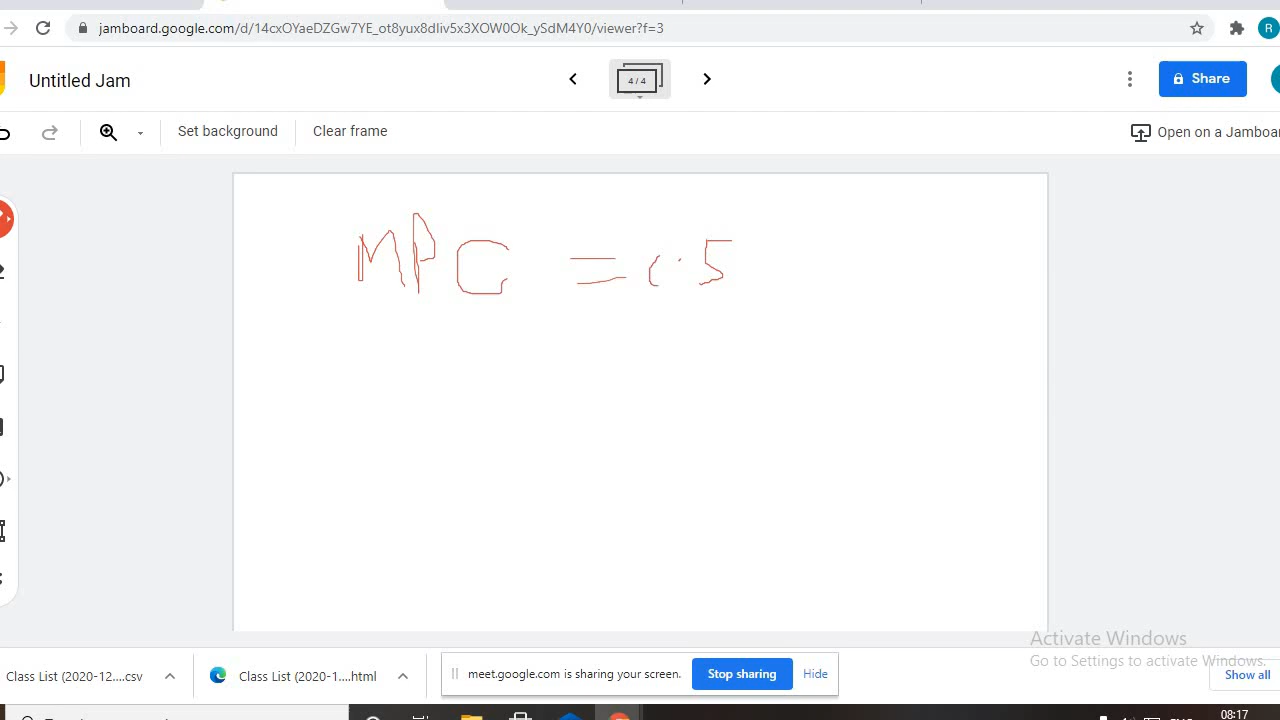 jamboard.google.com/d/14cxOYaeDZGw7YE_ot8yux8dIiv5x3XOW0Ok_ySdM4Y0/viewer?f=3
R
Untitled Jam
4 / 4
Share
Set background
Clear frame
Open on a Jamboar
MPC = 0.5
Activate Windows
Go to Settings to activate Windows.
Class List (2020-12....csv
Class List (2020-1....html
meet.google.com is sharing your screen.
Stop sharing
Hide
Show all
08:17